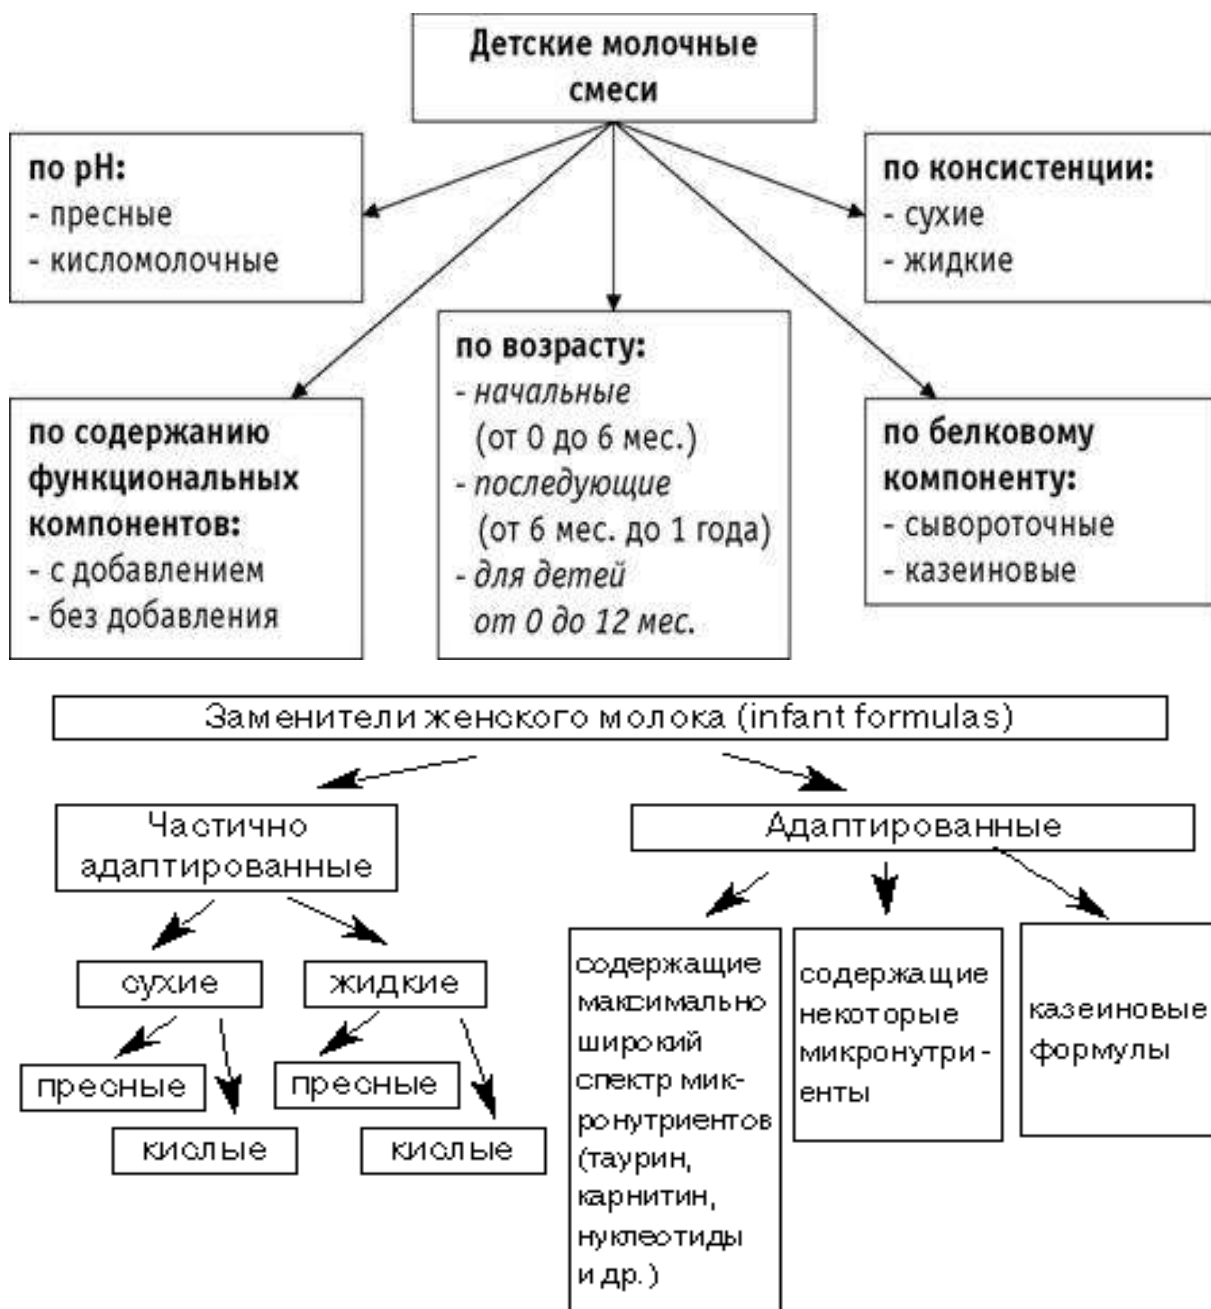 Детские молочные
смеси
по pH:
- пресные
- кисломолочные
по консистенции:
- сухие
- жидкие
по содержанию
функциональных
компонентов:
- с добавлением
- без добавления
по возрасту:
- начальные
(от 0 до 6 мес.)
- последующие
(от 6 мес. до 1 года)
- для детей
от 0 до 12 мес.
по белковому
компоненту:
- сывороточные
- казеиновые
Заменители женского молока (infant formulas)
Частично
адаптированные
Адаптированные
сухие
жидкие
пресные
кислые
пресные
кислые
содержащие
максимально
широкий
спектр мик-
ронутриентов
(таурин,
карнитин,
нуклеотиды
и др.)
содержащие
некоторые
микронутри-
енты
казеиновые
формулы